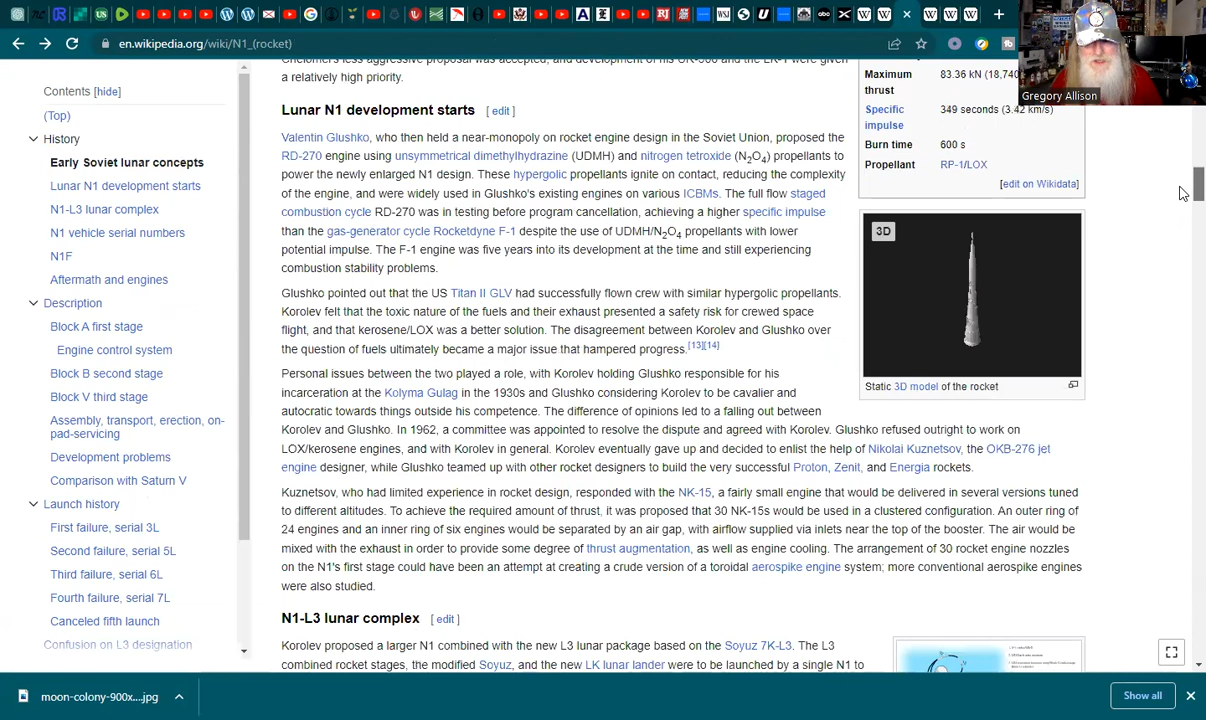 en.wikipedia.org/wiki/N1_(rocket)
Gregory Allison
Contents [hide]
(Top)
History
Early Soviet lunar concepts
Lunar N1 development starts
N1-L3 lunar complex
N1 vehicle serial numbers
N1F
Aftermath and engines
Description
Block A first stage
Engine control system
Block B second stage
Block V third stage
Assembly, transport, erection, on-
pad-servicing
Development problems
Comparison with Saturn V
Launch history
First failure, serial 3L
Second failure, serial 5L
Third failure, serial 6L
Fourth failure, serial 7L
Canceled fifth launch
Confusion on L3 designation
a relatively high priority.
Lunar N1 development starts [ edit ]
Valentin Glushko, who then held a near-monopoly on rocket engine design in the Soviet Union, proposed the
RD-270 engine using unsymmetrical dimethylhydrazine (UDMH) and nitrogen tetroxide (N2O4) propellants to
power the newly enlarged N1 design. These hypergolic propellants ignite on contact, reducing the complexity
of the engine, and were widely used in Glushko's existing engines on various ICBMs. The full flow staged
combustion cycle RD-270 was in testing before program cancellation, achieving a higher specific impulse
than the gas-generator cycle Rocketdyne F-1 despite the use of UDMH/N2O4 propellants with lower
potential impulse. The F-1 engine was five years into its development at the time and still experiencing
combustion stability problems.
Glushko pointed out that the US Titan II GLV had successfully flown crew with similar hypergolic propellants.
Korolev felt that the toxic nature of the fuels and their exhaust presented a safety risk for crewed space
flight, and that kerosene/LOX was a better solution. The disagreement between Korolev and Glushko over
the question of fuels ultimately became a major issue that hampered progress.[13][14]
Personal issues between the two played a role, with Korolev holding Glushko responsible for his
incarceration at the Kolyma Gulag in the 1930s and Glushko considering Korolev to be cavalier and
autocratic towards things outside his competence. The difference of opinions led to a falling out between
Korolev and Glushko. In 1962, a committee was appointed to resolve the dispute and agreed with Korolev. Glushko refused outright to work on
LOX/kerosene engines, and with Korolev in general. Korolev eventually gave up and decided to enlist the help of Nikolai Kuznetsov, the OKB-276 jet
engine designer, while Glushko teamed up with other rocket designers to build the very successful Proton, Zenit, and Energia rockets.
Kuznetsov, who had limited experience in rocket design, responded with the NK-15, a fairly small engine that would be delivered in several versions tuned
to different altitudes. To achieve the required amount of thrust, it was proposed that 30 NK-15s would be used in a clustered configuration. An outer ring of
24 engines and an inner ring of six engines would be separated by an air gap, with airflow supplied via inlets near the top of the booster. The air would be
mixed with the exhaust in order to provide some degree of thrust augmentation, as well as engine cooling. The arrangement of 30 rocket engine nozzles
on the N1's first stage could have been an attempt at creating a crude version of a toroidal aerospike engine system; more conventional aerospike engines
were also studied.
N1-L3 lunar complex [ edit ]
Korolev proposed a larger N1 combined with the new L3 lunar package based on the Soyuz 7K-L3. The L3
combined rocket stages, the modified Soyuz, and the new LK lunar lander were to be launched by a single N1 to
Maximum thrust 83.36 kN (18,740
Specific impulse 349 seconds (3.42 km/s)
Burn time 600 s
Propellant RP-1/LOX
[edit on Wikidata]
3D
Static 3D model of the rocket
moon-colony-900x....jpg
Show all